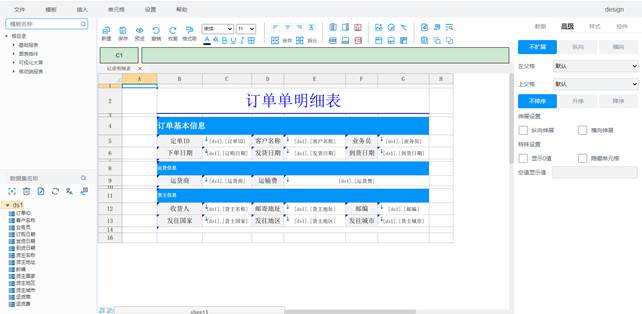 文件 模板 插入 单元格 设置 帮助 design
模板名称
根目录
基础报表
图表插件
可视化大屏
移动端报表
新建 保存 预览 撤销 恢复 格式刷
宋体 11
B U 合并 拆分
C1
记录明细表 ×
A B C D E F G H
1
2 订单单明细表
3
4 订单基本信息
5 记单ID [ds1].[订单ID] 客户名称 [ds1].[客户名称] 业务员 [ds1].[业务员]
6 下单日期 [ds1].[订购日期] 发货日期 [ds1].[发货日期] 到货日期 [ds1].[到货日期]
7
8 运货信息
9 运货商 [ds1].[运货商] 运输费 [ds1].[运货费]
10
11 货主信息
12 收货人 [ds1].[货主名称] 邮寄地址 [ds1].[货主地址] 邮编 [ds1].[邮编]
13 发往国家 [ds1].[货主国家] 发往地区 [ds1].[货主地区] 发往城市 [ds1].[货主城市]
14
16
sheet1
数据集名称
ds1
订单ID
客户名称
业务员
订购日期
发货日期
到货日期
货主名称
货主地址
邮编
货主国家
货主地区
货主城市
运货商
运货费
数据 高级 样式 控件
不扩展 纵向 横向
左父格 默认
上父格 默认
不排序 升序 降序
伸展设置
纵向伸展 横向伸展
特殊设置
显示0值 隐藏单元格
空值显示值